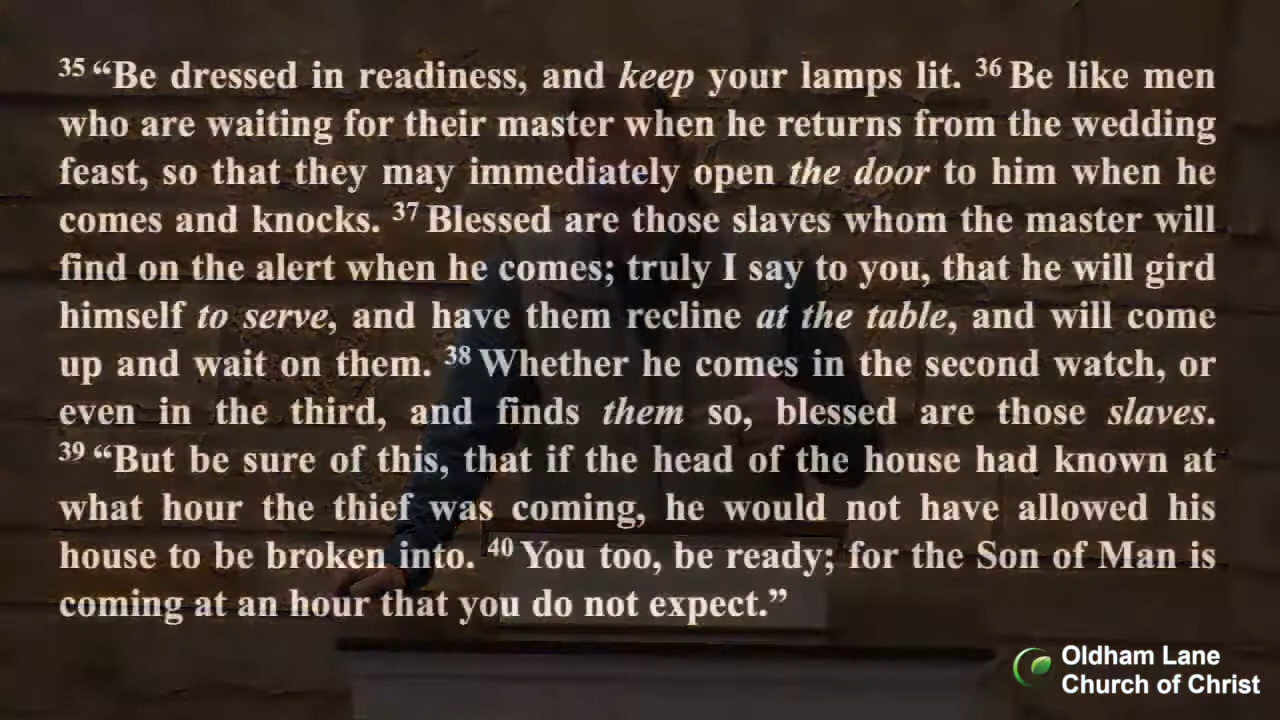 35 “Be dressed in readiness, and keep your lamps lit. 36 Be like men
who are waiting for their master when he returns from the wedding
feast, so that they may immediately open the door to him when he
comes and knocks. 37 Blessed are those slaves whom the master will
find on the alert when he comes; truly I say to you, that he will gird
himself to serve, and have them recline at the table, and will come
up and wait on them. 38 Whether he comes in the second watch, or
even in the third, and finds them so, blessed are those slaves.
39 “But be sure of this, that if the head of the house had known at
what hour the thief was coming, he would not have allowed his
house to be broken into. 40 You too, be ready; for the Son of Man is
coming at an hour that you do not expect.”
Oldham Lane
Church of Christ